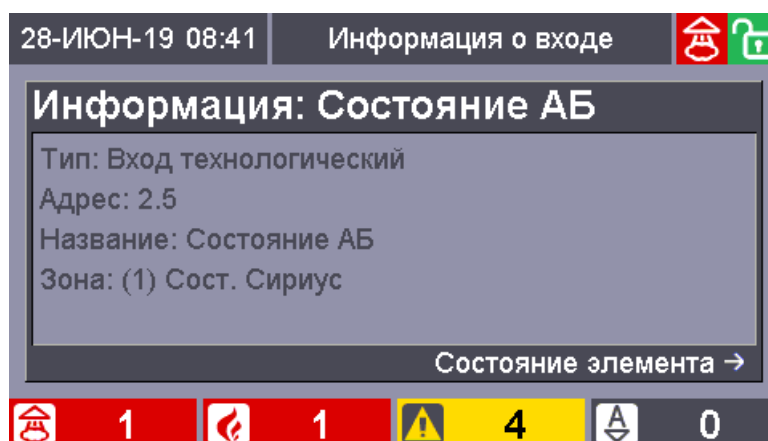 28-ИЮН-19 08:41 Информация о входе
Информация: Состояние АБ
Тип: Вход технологический
Адрес: 2.5
Название: Состояние АБ
Зона: (1) Сост. Сириус
Состояние элемента →
1 1 4 A 0